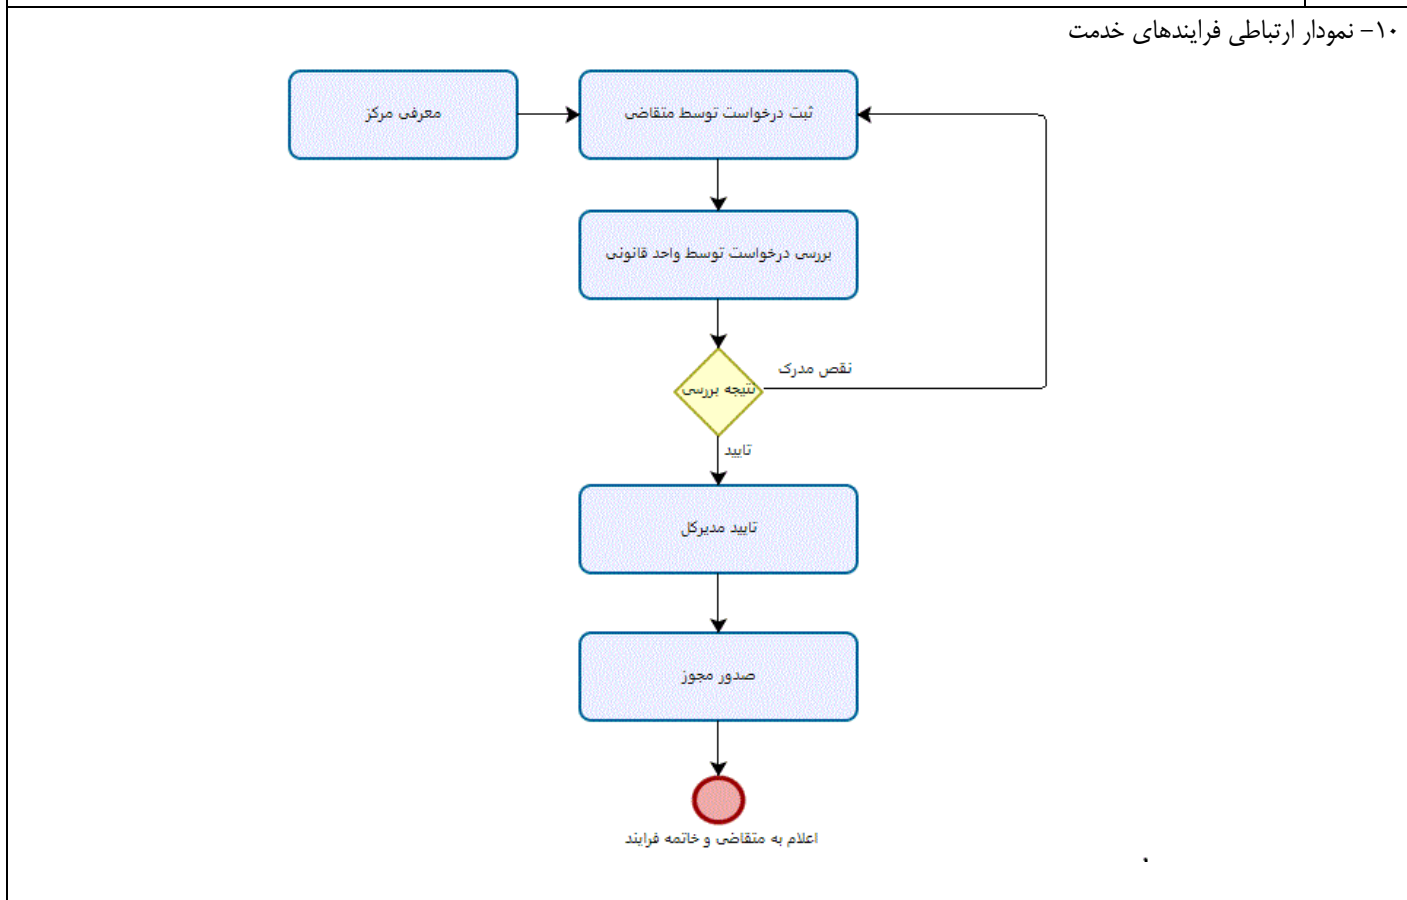 ۱۰- نمودار ارتباطی فرایندهای خدمت
معرفی مرکز
ثبت درخواست توسط متقاضی
بررسی درخواست توسط واحد قانونی
نتیجه بررسی
نقص مدرک
تایید
تایید مدیرکل
صدور مجوز
اعلام به متقاضی و خاتمه فرایند